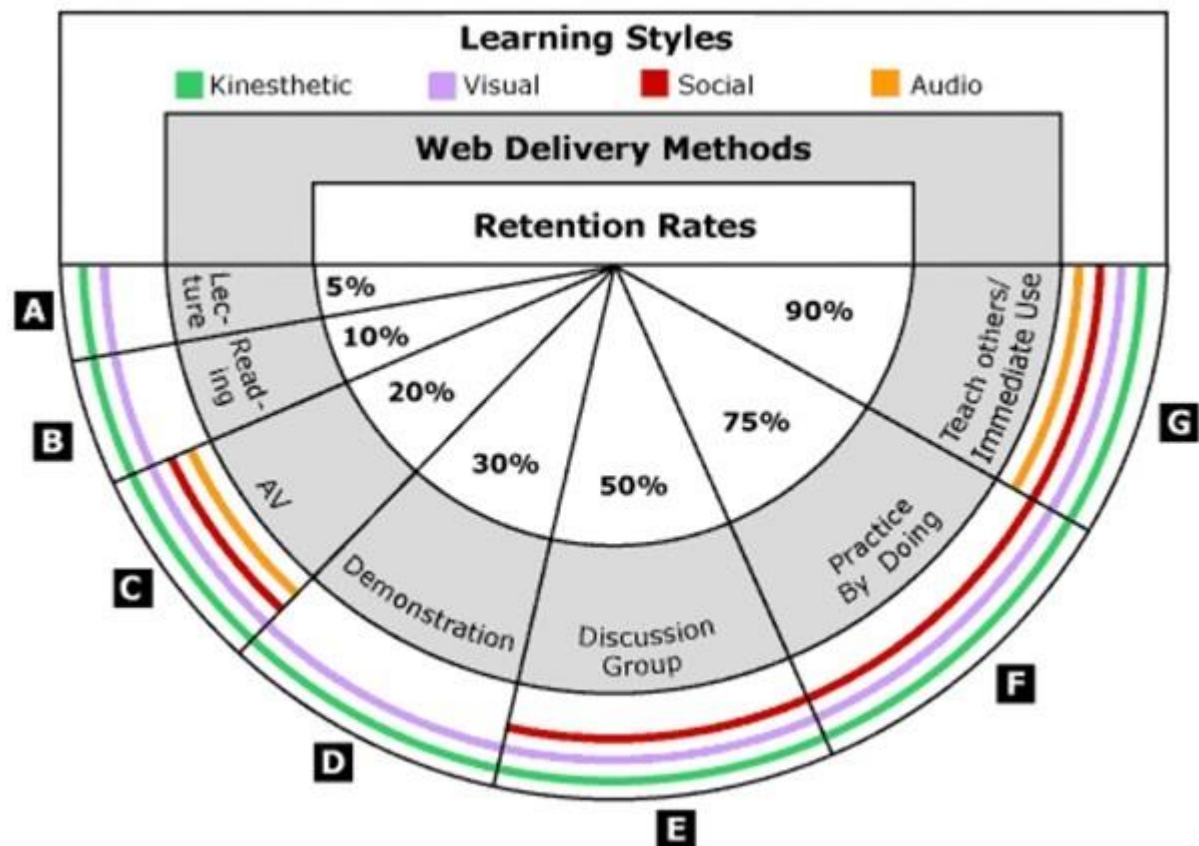 Learning Styles
Kinesthetic Visual Social Audio
Web Delivery Methods
Retention Rates
A
Lec-
ture
5%
B
Read-
ing
10%
C
AV
20%
D
Demonstration
30%
E
Discussion
Group
50%
F
Practice
By Doing
75%
G
Teach others/
Immediate Use
90%